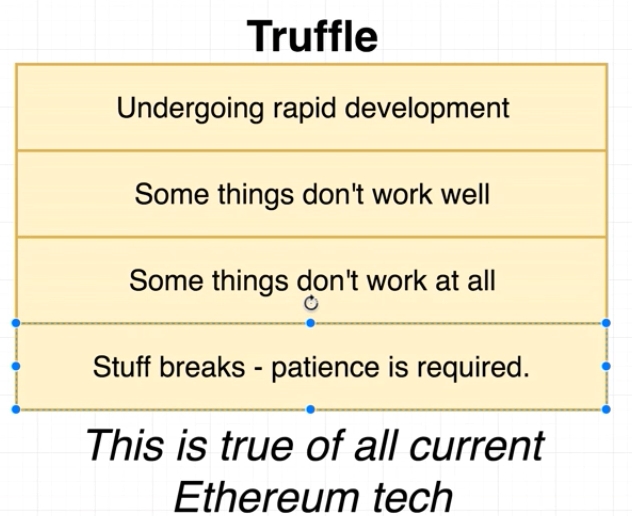 Truffle
Undergoing rapid development
Some things don't work well
Some things don't work at all
Stuff breaks - patience is required.
This is true of all current
Ethereum tech